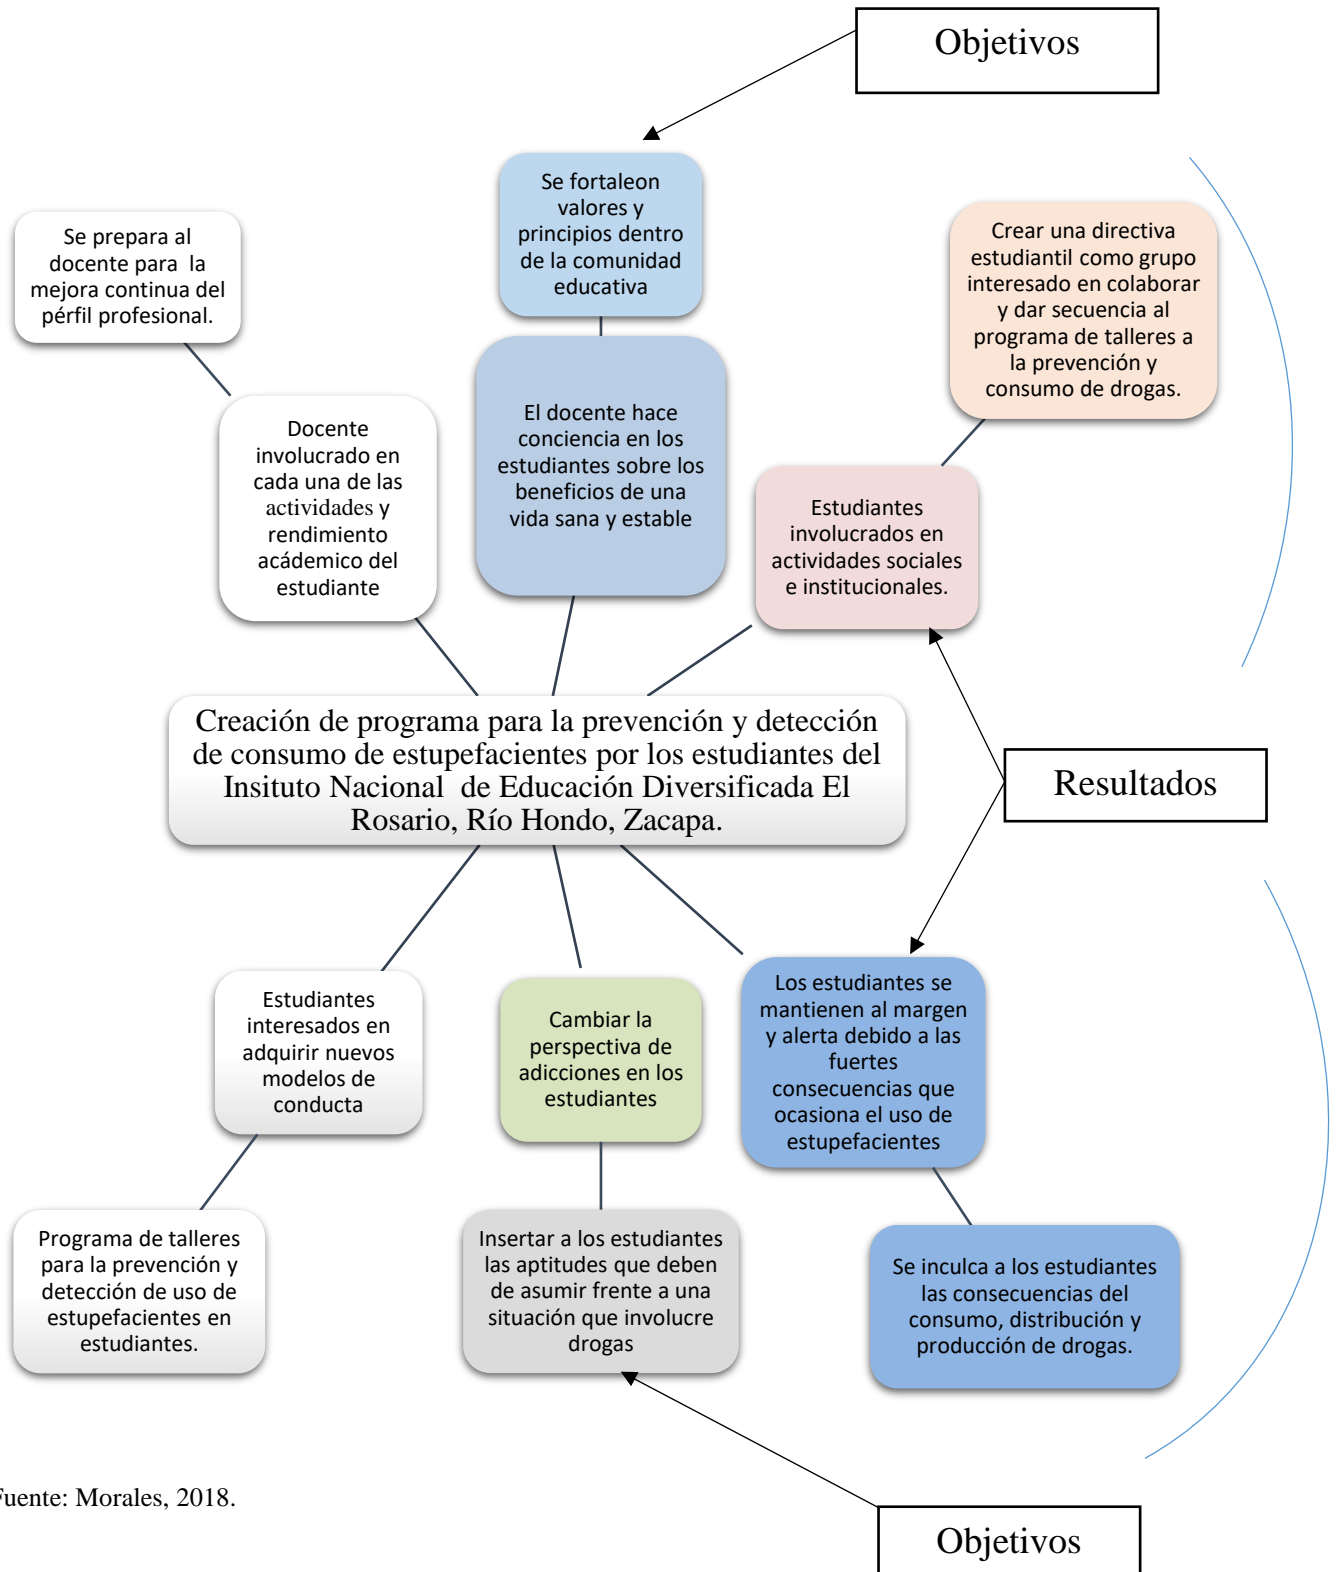 Objetivos
Se fortaleon
valores y
principios dentro
de la comunidad
educativa
Se prepara al
docente para la
mejora continua del
pérfil profesional.
Crear una directiva
estudiantil como grupo
interesado en colaborar
y dar secuencia al
programa de talleres a
la prevención y
consumo de drogas.
Docente
involucrado en
cada una de las
actividades y
rendimiento
acádemico del
estudiante
El docente hace
conciencia en los
estudiantes sobre los
beneficios de una
vida sana y estable
Estudiantes
involucrados en
actividades sociales
e institucionales.
Creación de programa para la prevención y detección
de consumo de estupefacientes por los estudiantes del
Insituto Nacional de Educación Diversificada El
Rosario, Río Hondo, Zacapa.
Resultados
Estudiantes
interesados en
adquirir nuevos
modelos de
conducta
Cambiar la
perspectiva de
adicciones en los
estudiantes
Los estudiantes se
mantienen al margen
y alerta debido a las
fuertes
consecuencias que
ocasiona el uso de
estupefacientes
Programa de talleres
para la prevención y
detección de uso de
estupefacientes en
estudiantes.
Insertar a los estudiantes
las aptitudes que deben
de asumir frente a una
situación que involucre
drogas
Se inculca a los estudiantes
las consecuencias del
consumo, distribución y
producción de drogas.
Fuente: Morales, 2018.
Objetivos